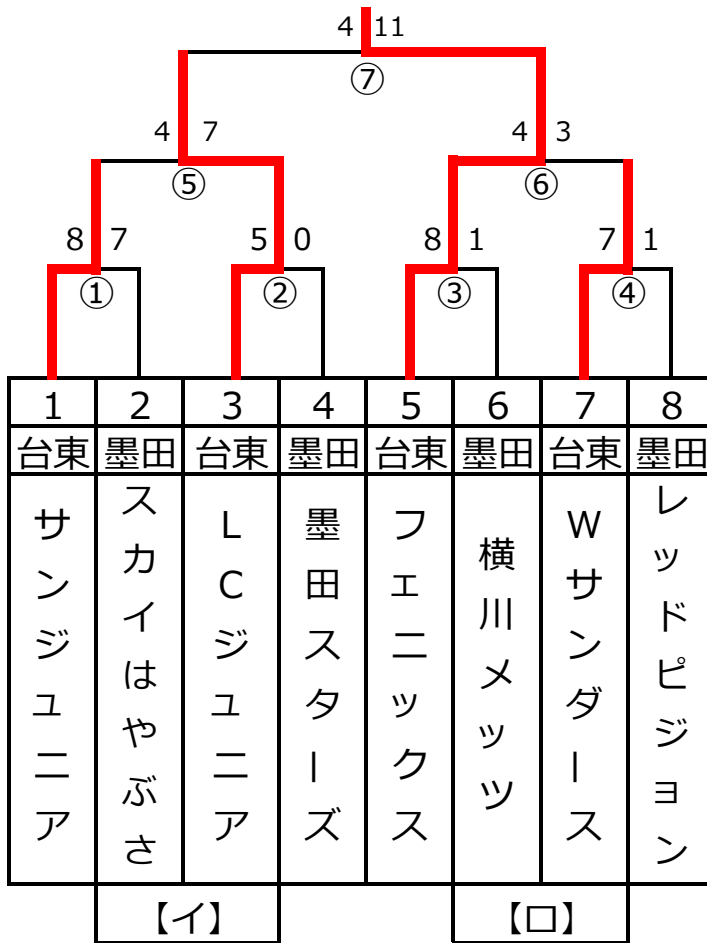 4 11
⑦
4 7
4 3
⑤
⑥
8 7
5 0
8 1
7 1
①
②
③
④
1 2 3 4 5 6 7 8
台東 墨田 台東 墨田 台東 墨田 台東 墨田
サンジュニア
スカイはやぶさ
LCジュニア
墨田スターズ
フェニックス
横川メッツ
Wサンダース
レッドピジョン
【イ】
【ロ】